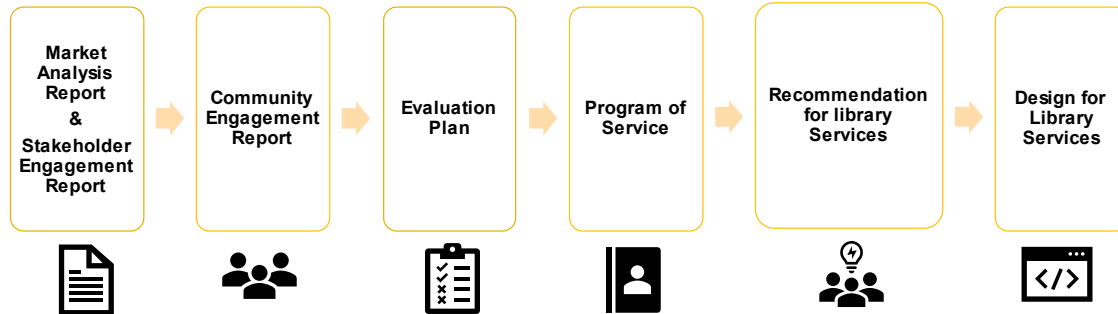 Market
Analysis
Report
&
Stakeholder
Engagement
Report
Community
Engagement
Report
Evaluation
Plan
Program of
Service
Recommendation
for library
Services
Design for
Library
Services